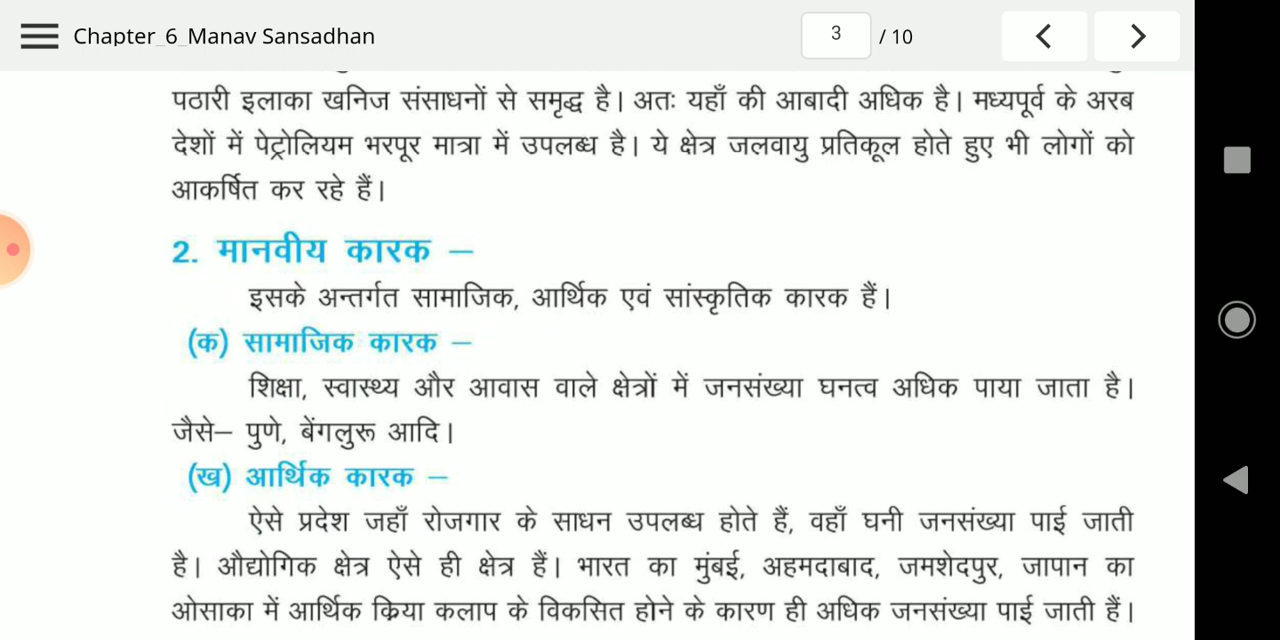 Chapter_6_Manav Sansadhan
3 / 10
पठारी इलाका खनिज संसाधनों से समृद्ध है। अतः यहाँ की आबादी अधिक है। मध्यपूर्व के अरब
देशों में पेट्रोलियम भरपूर मात्रा में उपलब्ध है। ये क्षेत्र जलवायु प्रतिकूल होते हुए भी लोगों को
आकर्षित कर रहे हैं।
2. मानवीय कारक –
इसके अन्तर्गत सामाजिक, आर्थिक एवं सांस्कृतिक कारक हैं।
(क) सामाजिक कारक –
शिक्षा, स्वास्थ्य और आवास वाले क्षेत्रों में जनसंख्या घनत्व अधिक पाया जाता है।
जैसे– पुणे, बेंगलुरू आदि।
(ख) आर्थिक कारक –
ऐसे प्रदेश जहाँ रोजगार के साधन उपलब्ध होते हैं, वहाँ घनी जनसंख्या पाई जाती
है। औद्योगिक क्षेत्र ऐसे ही क्षेत्र हैं। भारत का मुंबई, अहमदाबाद, जमशेदपुर, जापान का
ओसाका में आर्थिक क्रिया कलाप के विकसित होने के कारण ही अधिक जनसंख्या पाई जाती हैं।